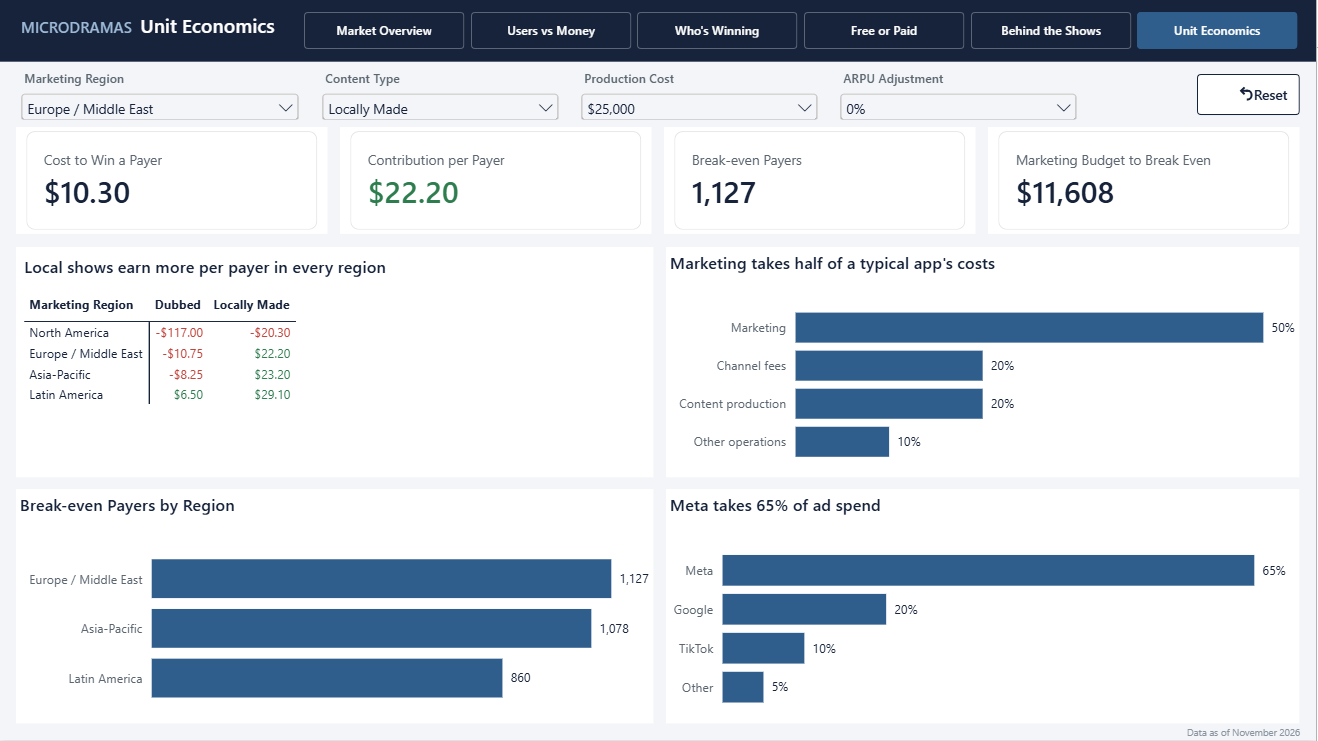 MICRODRAMAS Unit Economics
Market Overview
Users vs Money
Who's Winning
Free or Paid
Behind the Shows
Unit Economics
Marketing Region
Content Type
Production Cost
ARPU Adjustment
Europe / Middle East
Locally Made
$25,000
0%
Reset
Cost to Win a Payer
$10.30
Contribution per Payer
$22.20
Break-even Payers
1,127
Marketing Budget to Break Even
$11,608
Local shows earn more per payer in every region
Marketing Region Dubbed Locally Made
North America -$117.00 -$20.30
Europe / Middle East -$10.75 $22.20
Asia-Pacific -$8.25 $23.20
Latin America $6.50 $29.10
Marketing takes half of a typical app's costs
Marketing 50%
Channel fees 20%
Content production 20%
Other operations 10%
Break-even Payers by Region
Europe / Middle East 1,127
Asia-Pacific 1,078
Latin America 860
Meta takes 65% of ad spend
Meta 65%
Google 20%
TikTok 10%
Other 5%
Data as of November 2026